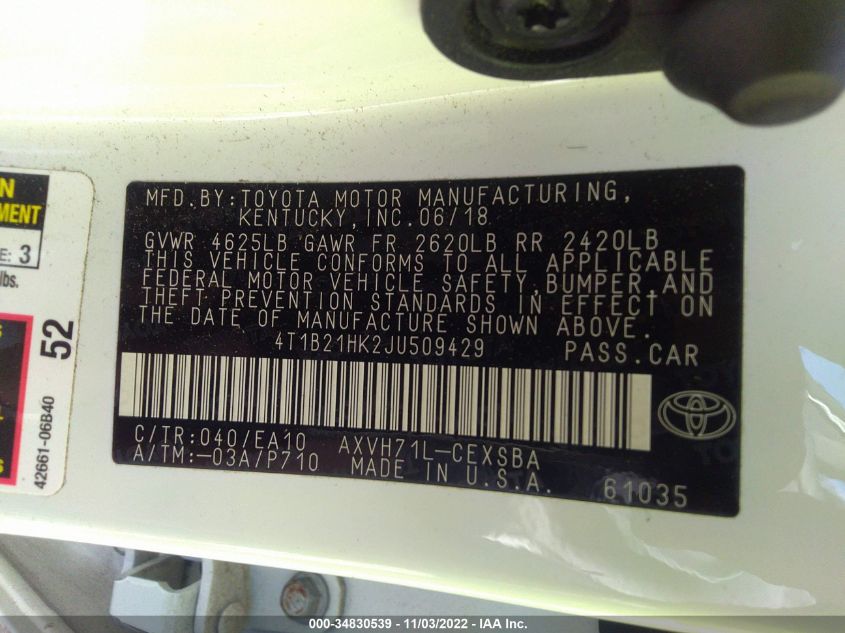 N
MENT
E: 3
lbs.
52
42661-06B40
MFD.BY:TOYOTA MOTOR MANUFACTURING,
KENTUCKY,INC.06/18
GVWR 4625LB GAWR FR 2620LB RR 2420LB
THIS VEHICLE CONFORMS TO ALL APPLICABLE
FEDERAL MOTOR VEHICLE SAFETY,BUMPER,AND
THEFT PREVENTION STANDARDS IN EFFECT ON
THE DATE OF MANUFACTURE SHOWN ABOVE.
4T1B21HK2JU509429 PASS.CAR
C/TR:040/EA10 AXVH71L-CEXSBA
A/TM:-03A/P710 MADE IN U.S.A. 61035
000-34830539 - 11/03/2022 - IAA Inc.